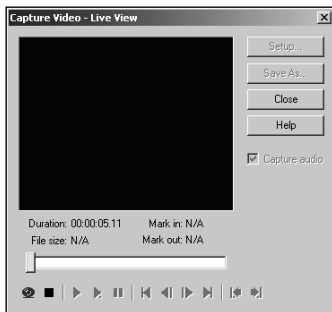 Capture Video - Live View
Setup...
Save As...
Close
Help
Capture audio
Duration: 00:00:05.11 Mark in: N/A
File size: N/A Mark out: N/A